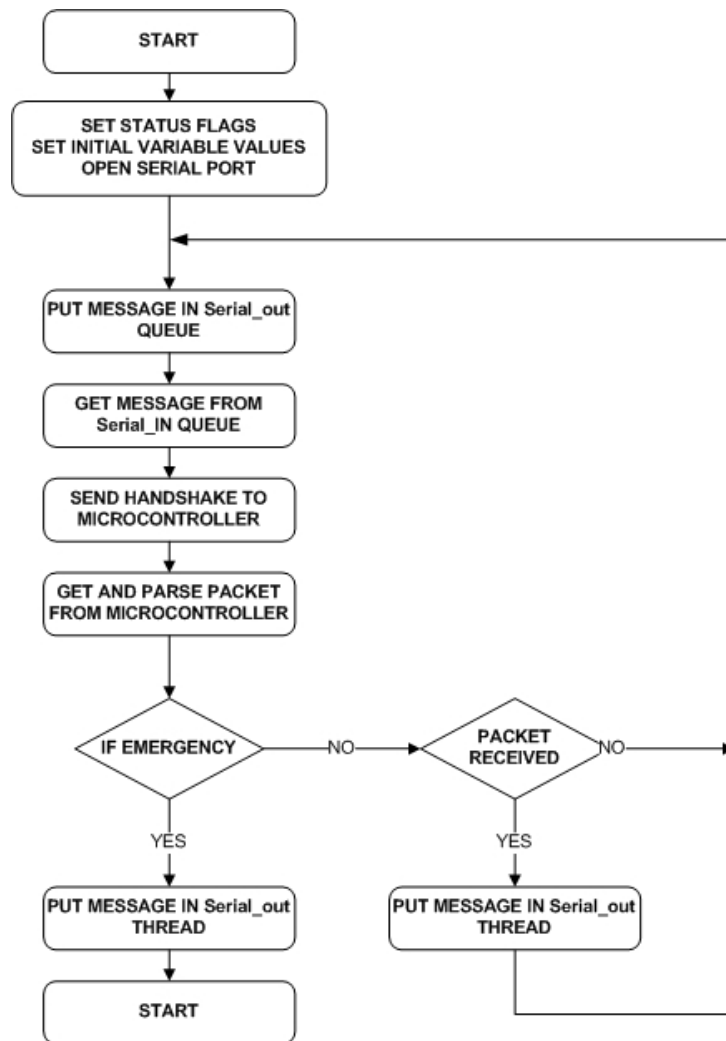 START
SET STATUS FLAGS
SET INITIAL VARIABLE VALUES
OPEN SERIAL PORT
PUT MESSAGE IN Serial_out
QUEUE
GET MESSAGE FROM
Serial_IN QUEUE
SEND HANDSHAKE TO
MICROCONTROLLER
GET AND PARSE PACKET
FROM MICROCONTROLLER
IF EMERGENCY
NO
PACKET
RECEIVED
NO
YES
YES
PUT MESSAGE IN Serial_out
THREAD
PUT MESSAGE IN Serial_out
THREAD
START